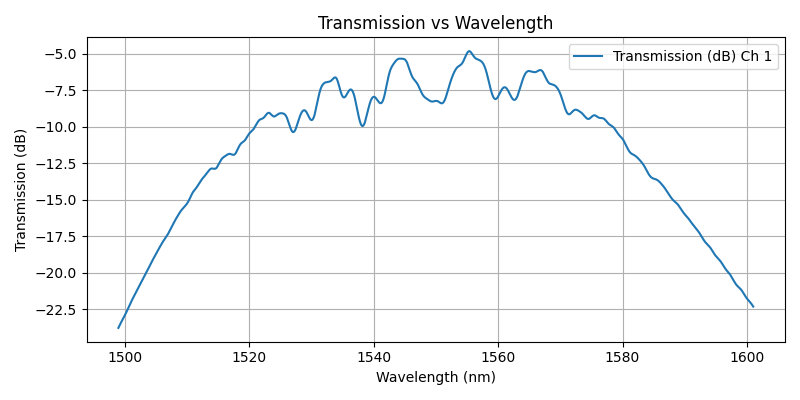 Transmission vs Wavelength
Transmission (dB) Ch 1
Transmission (dB)
−5.0
−7.5
−10.0
−12.5
−15.0
−17.5
−20.0
−22.5
1500 1520 1540 1560 1580 1600
Wavelength (nm)